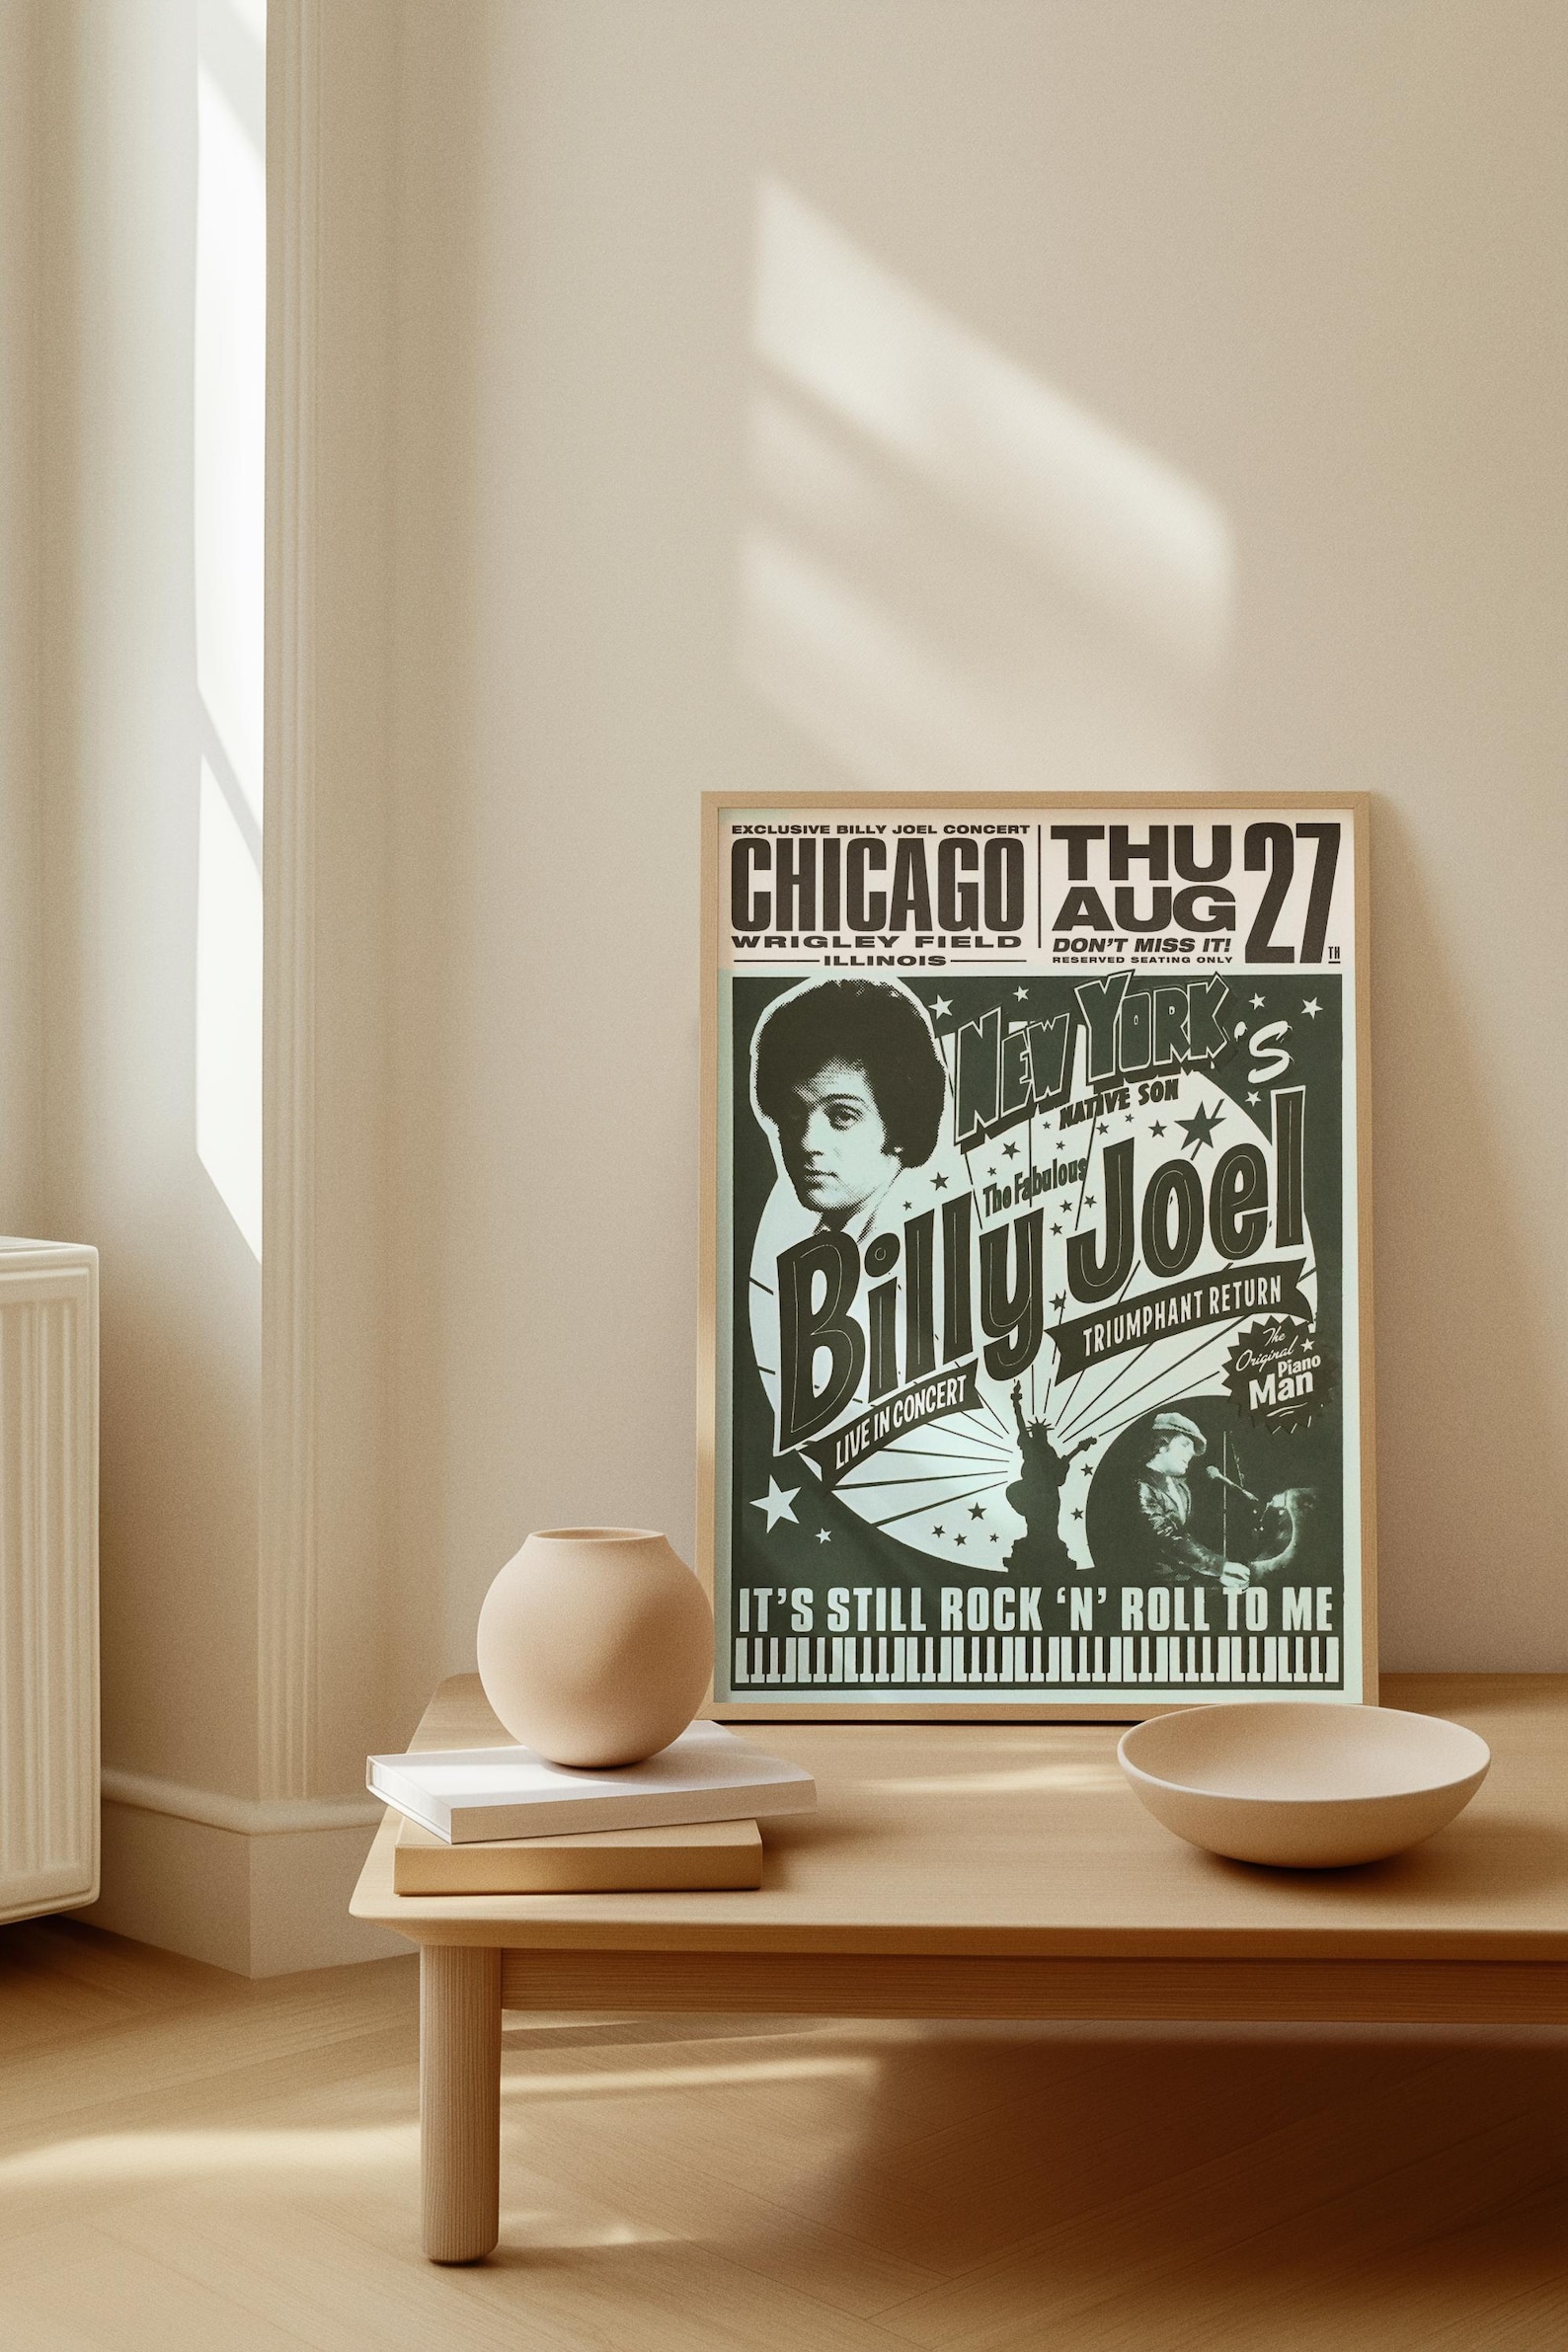 EXCLUSIVE BILLY JOEL CONCERT
CHICAGO
WRIGLEY FIELD
ILLINOIS
THU
AUG
27TH
DON'T MISS IT!
RESERVED SEATING ONLY
NEW YORK'S
NATIVE SON
The Fabulous
Billy Joel
TRIUMPHANT RETURN
LIVE IN CONCERT
The
Original
Piano
Man
IT'S STILL ROCK 'N' ROLL TO ME